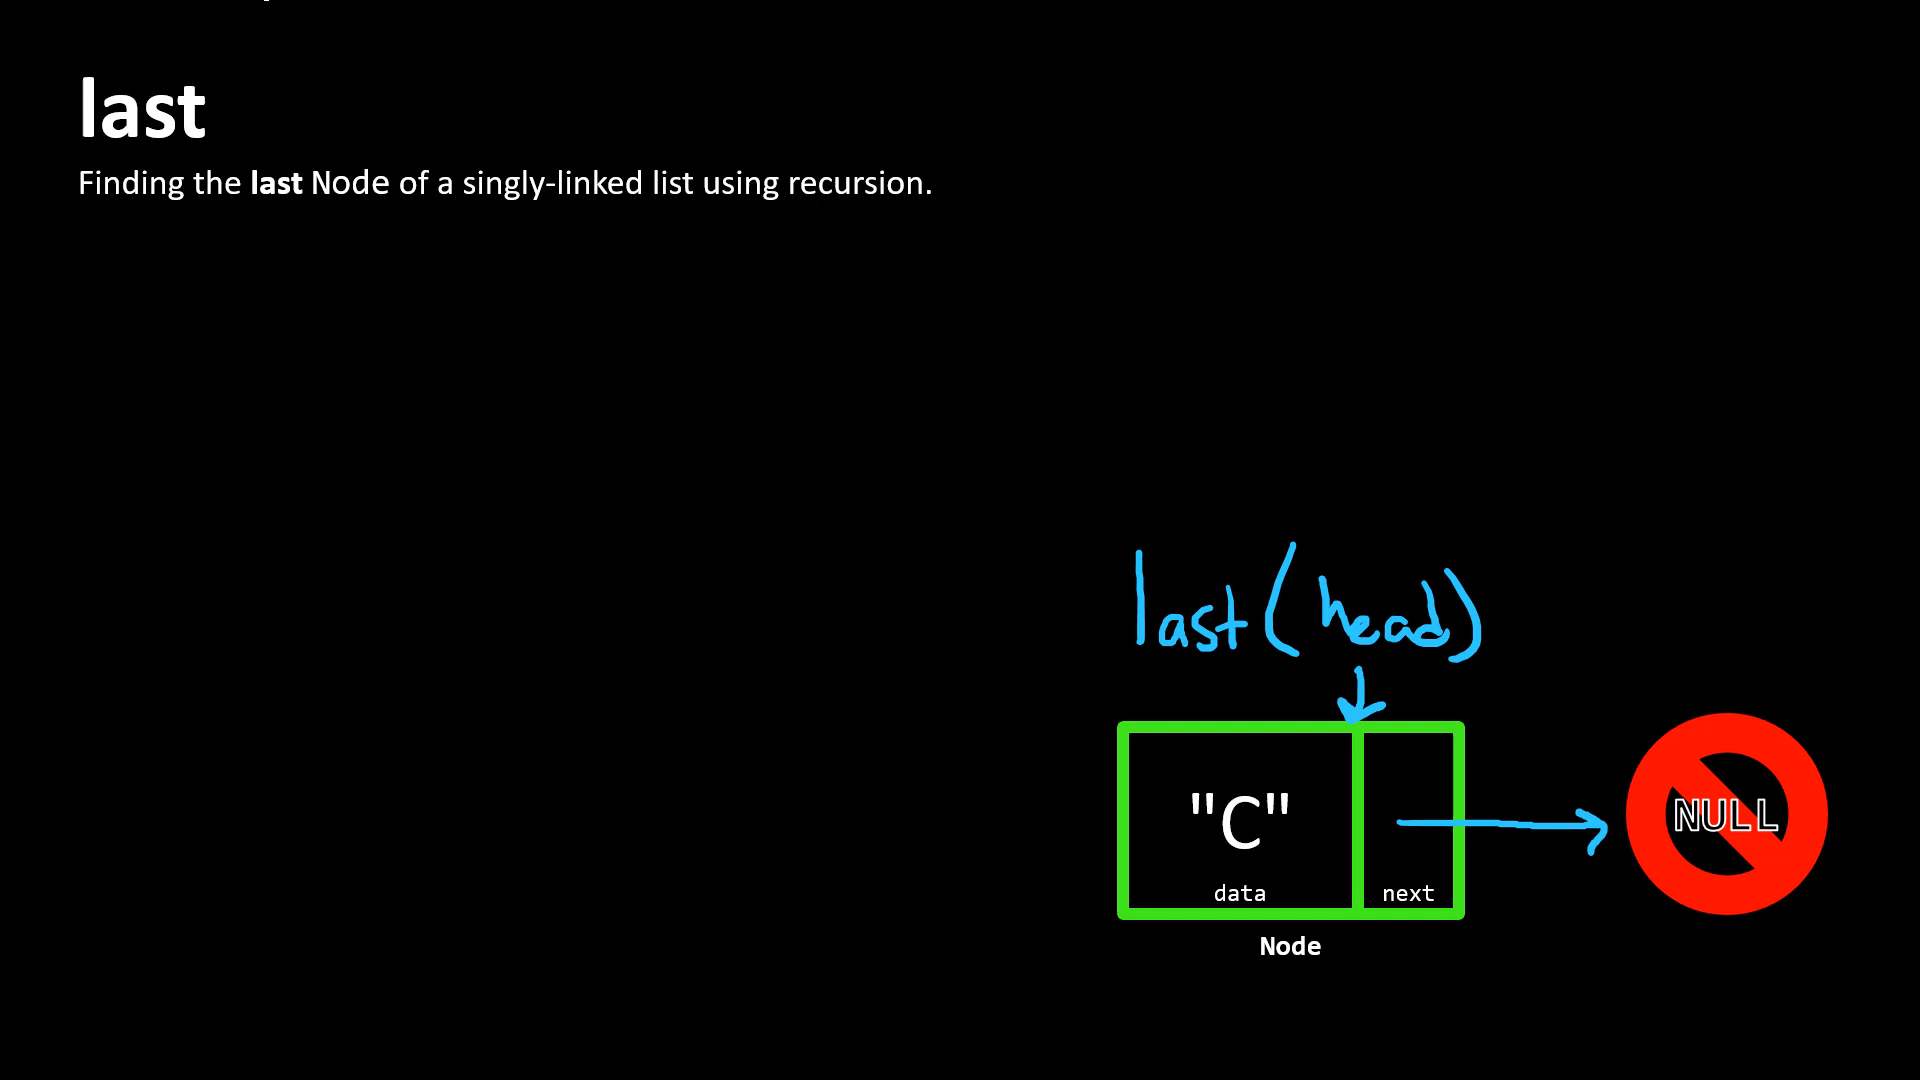 last
Finding the last Node of a singly-linked list using recursion.
last(head)
"C"
NULL
data
next
Node